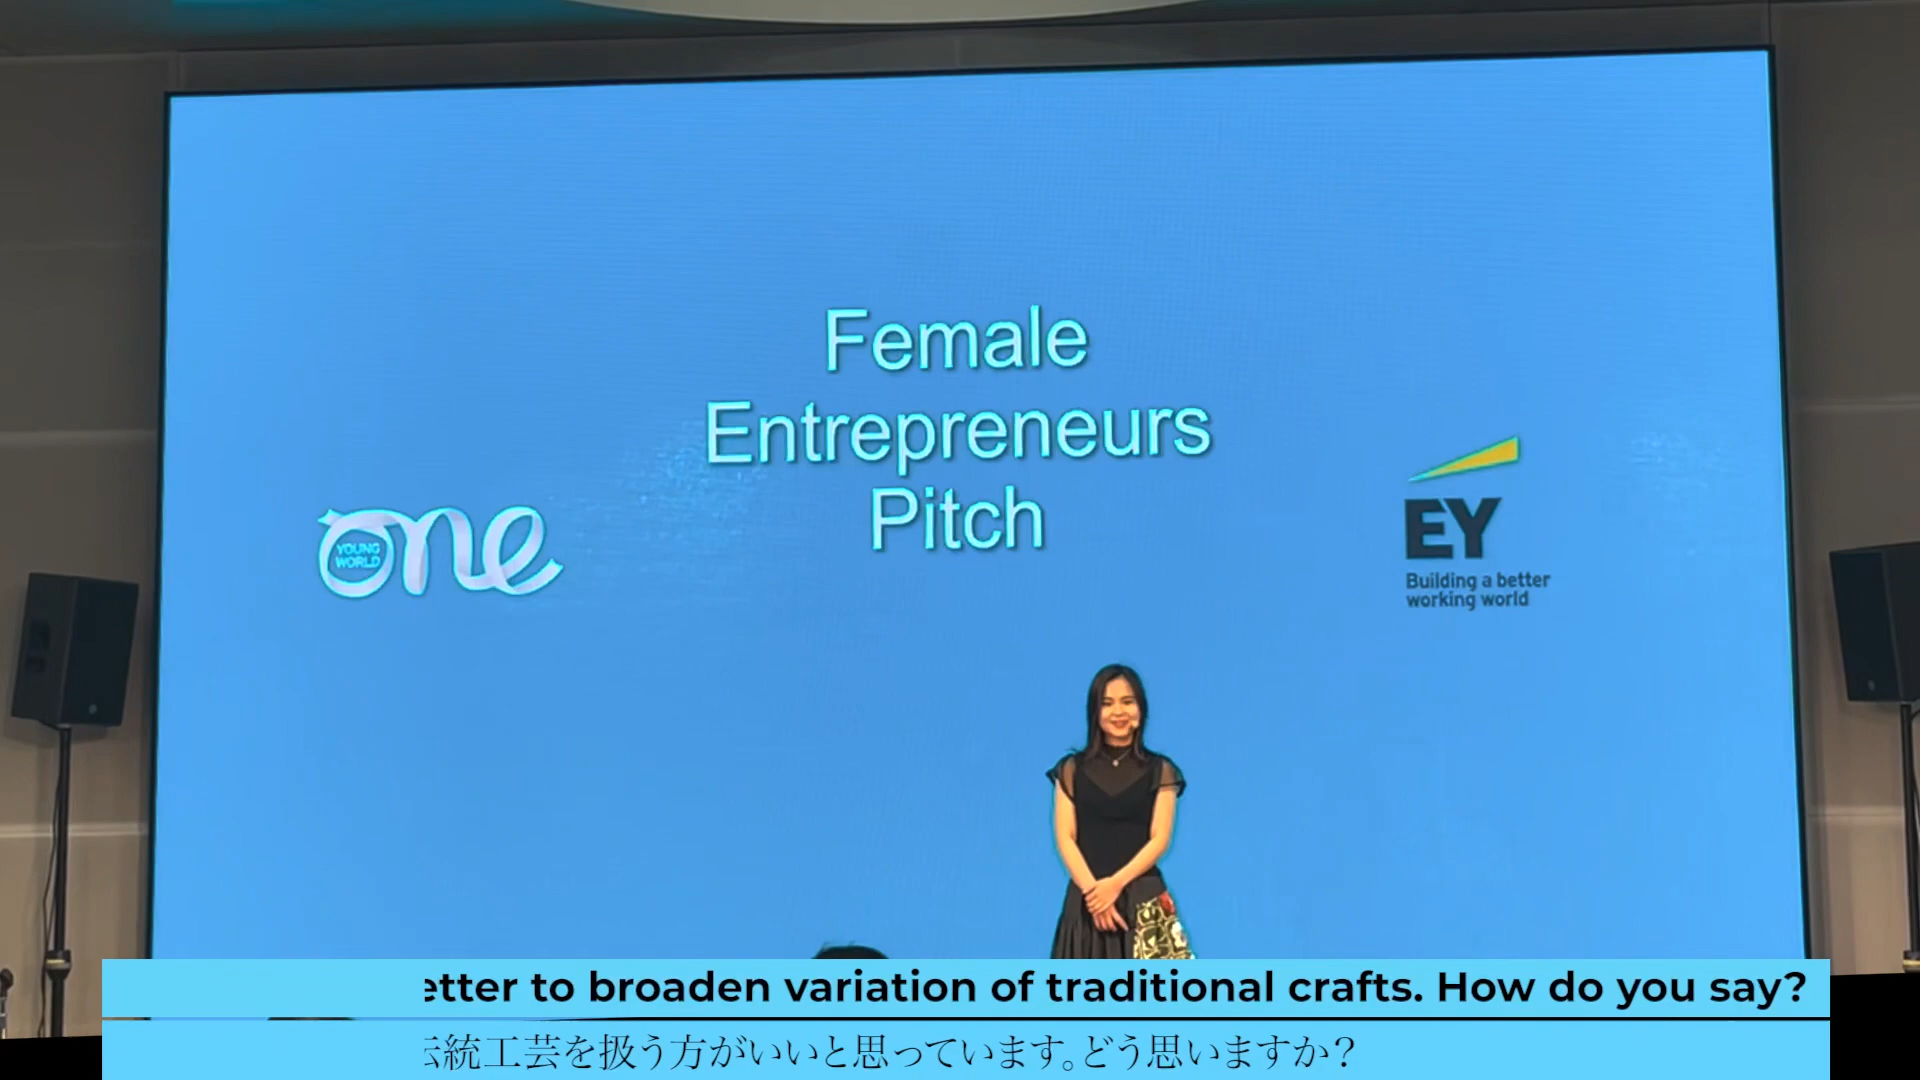 Female
Entrepreneurs
Pitch
one
YOUNG
WORLD
EY
Building a better
working world
etter to broaden variation of traditional crafts. How do you say?
統工芸を扱う方がいいと思っています。どう思いますか？